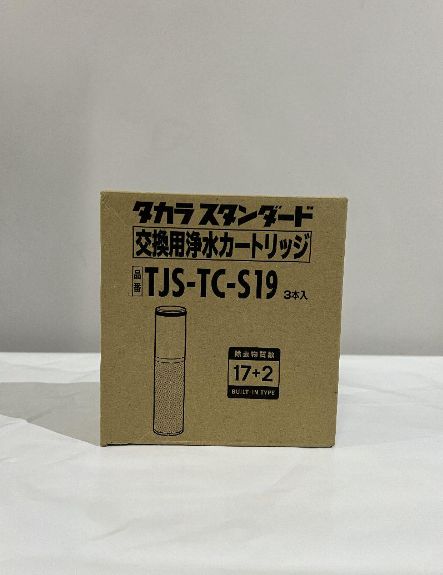 タカラスタンダード
交換用浄水カートリッジ
品番 TJS-TC-S19 3本入
除去物質数
17+2
BUILT IN TYPE